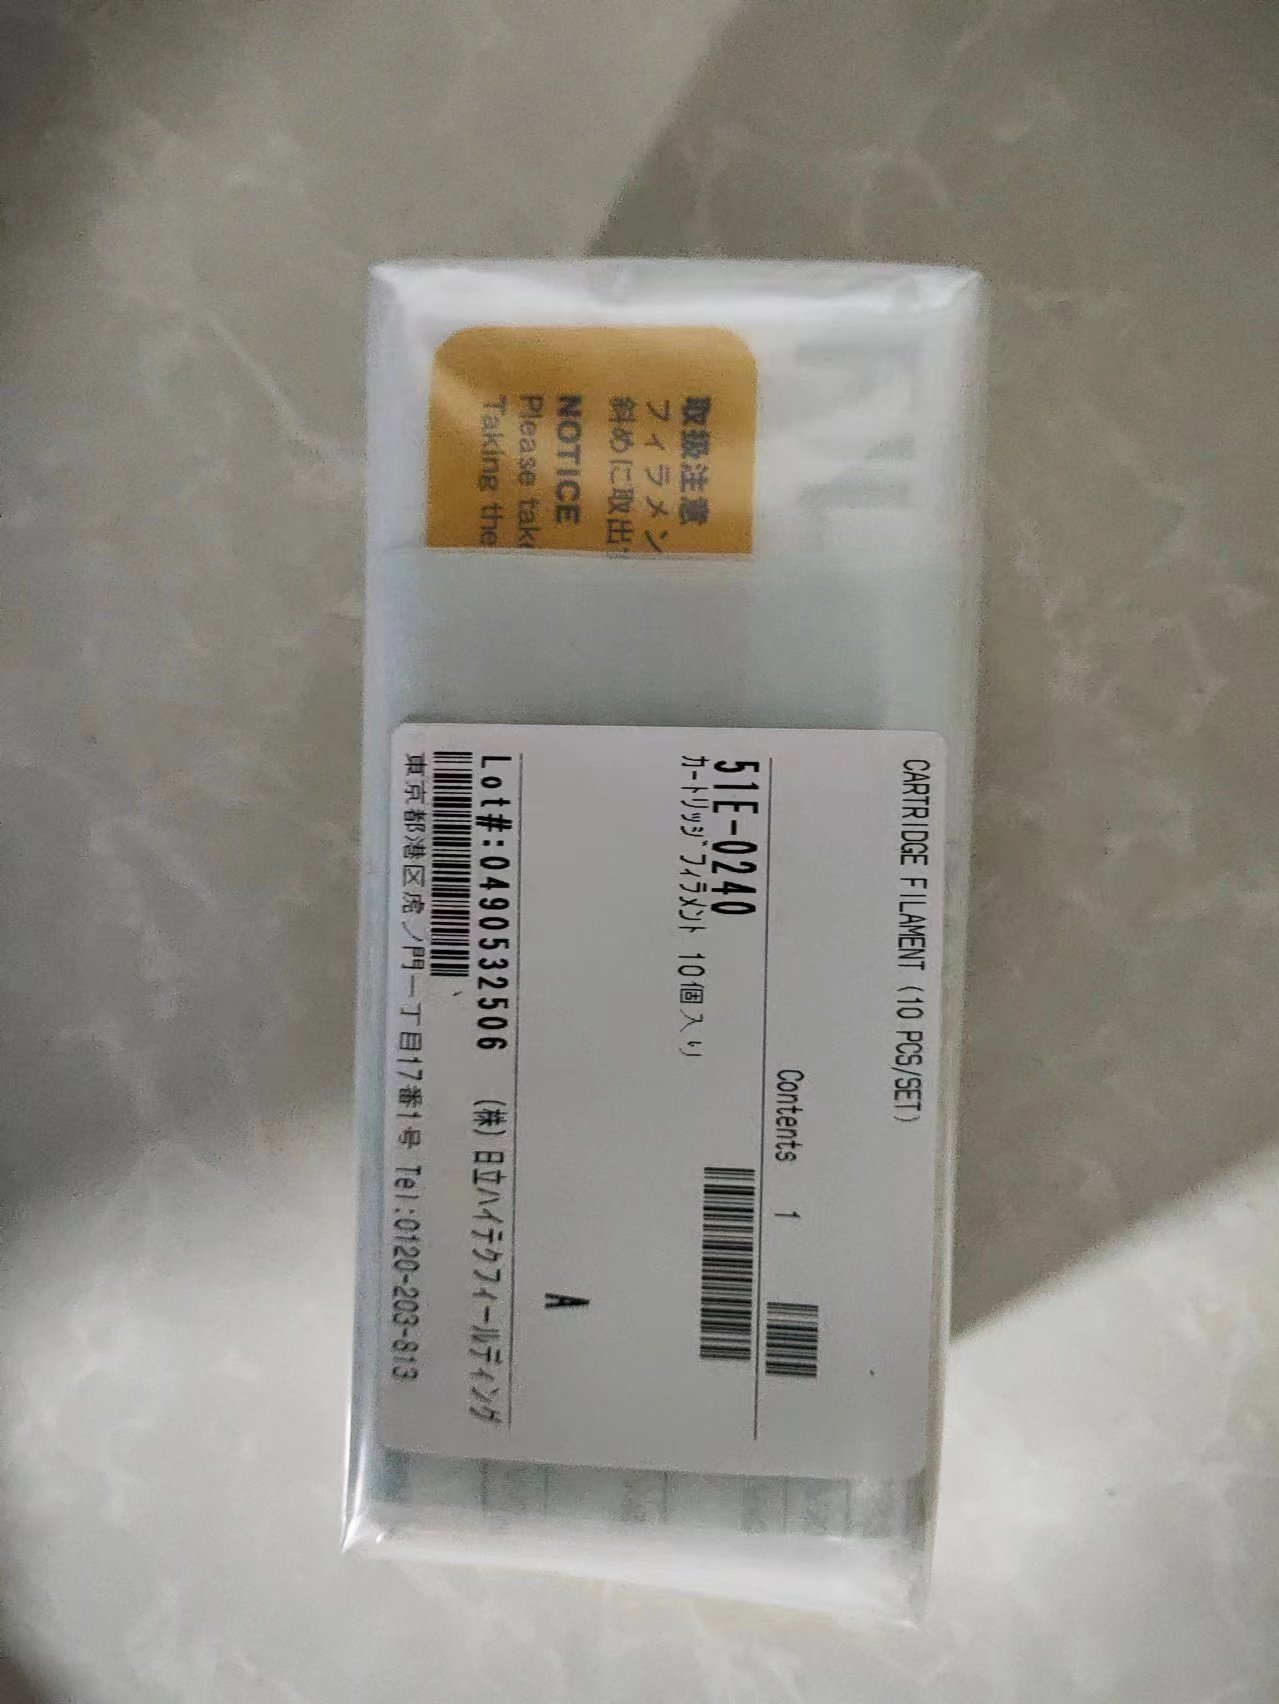 取扱注意
フィラメン
斜めに取出
NOTICE
Please take
Taking the
CARTRIDGE FILAMENT (10 PCS/SET)
Contents 1
51E-0240
カートリッジフィラメント 10個入り
A
Lot#:0490532506 (株)日立ハイテクフィールディング
東京都港区虎ノ門一丁目17番1号 Tel:0120-203-813